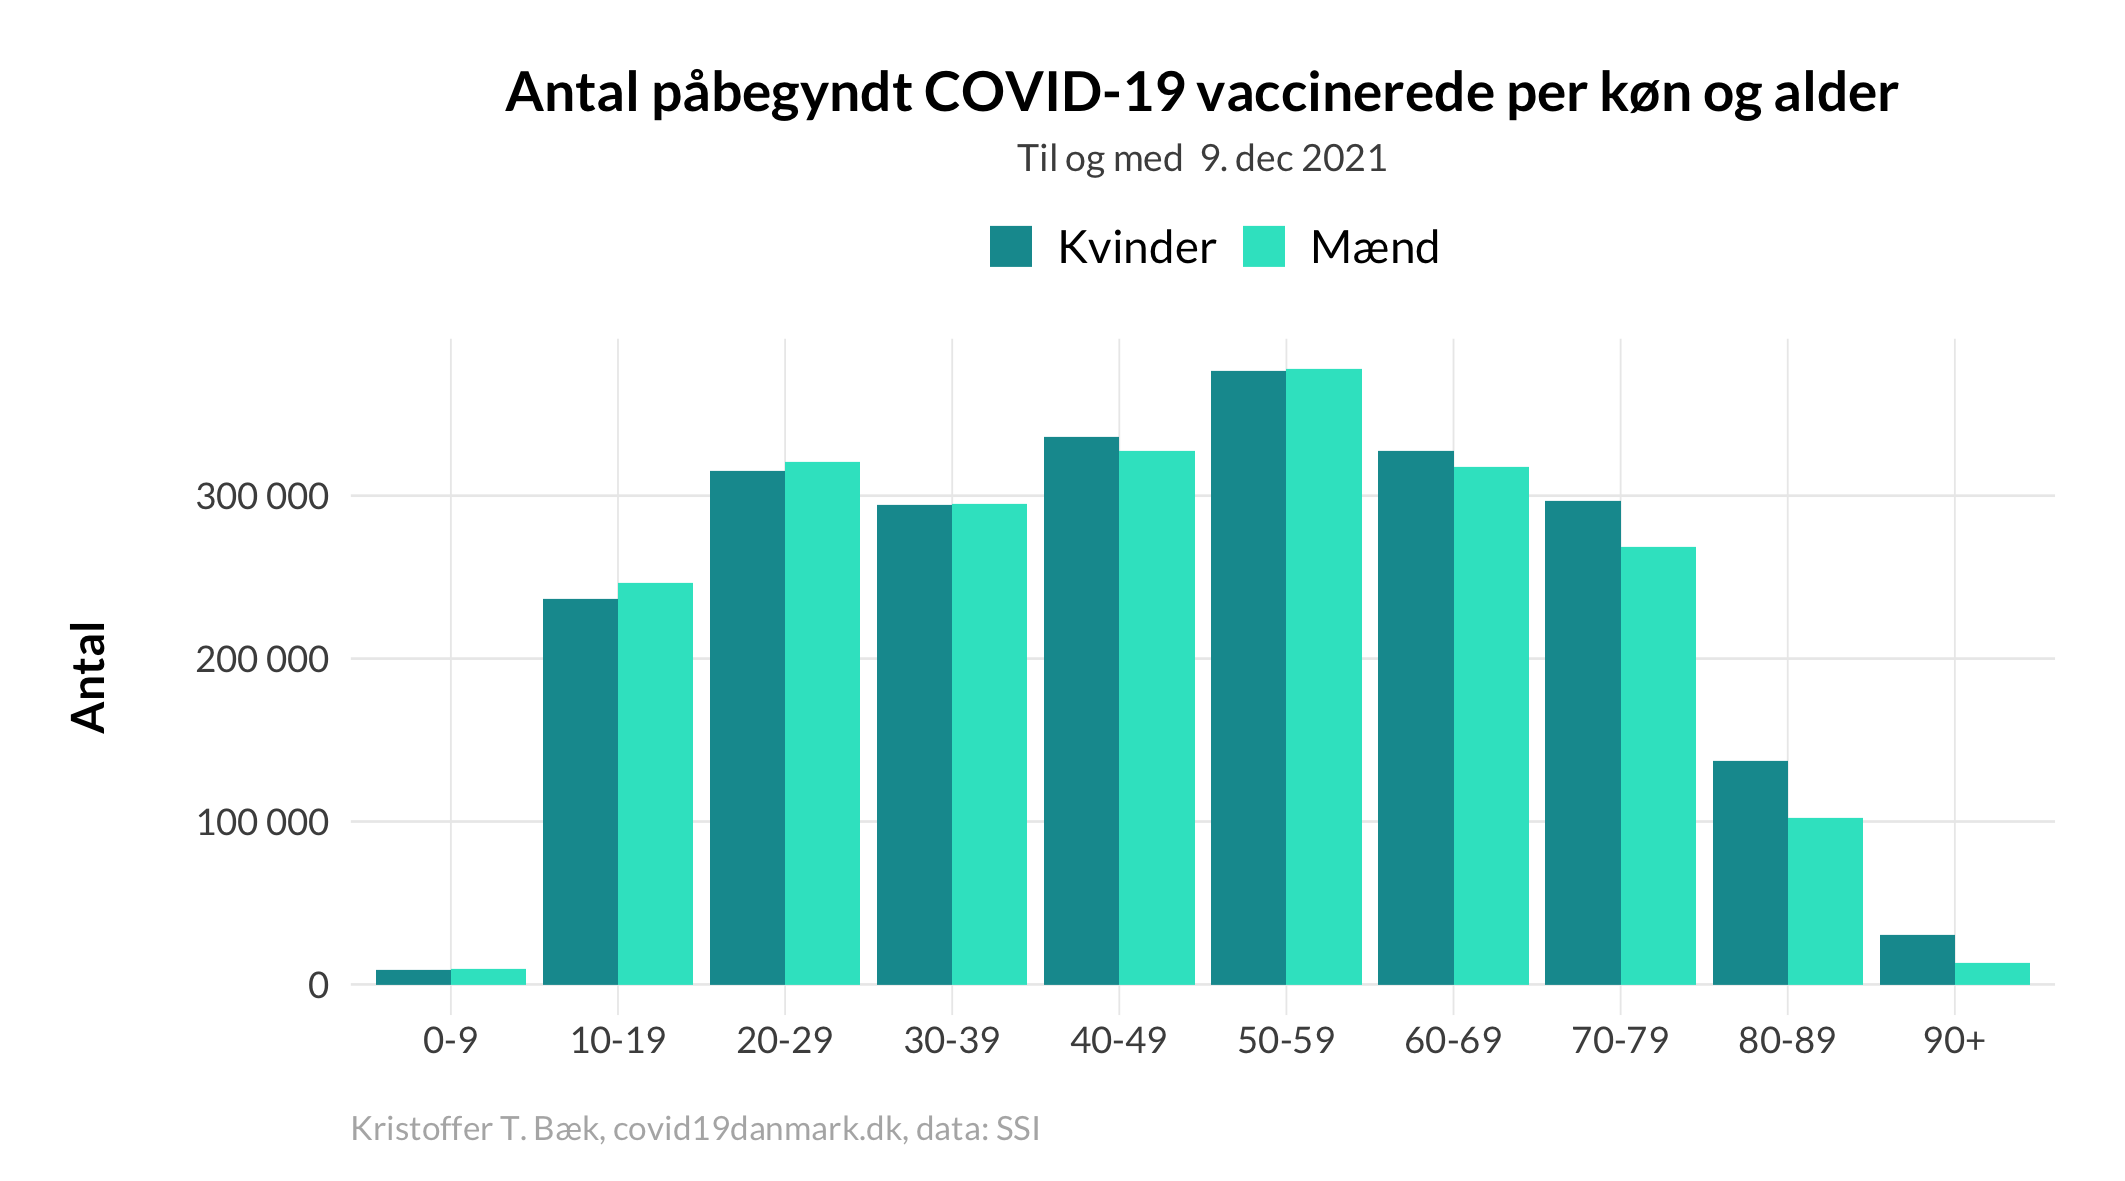 Antal påbegyndt COVID-19 vaccinerede per køn og alder
Til og med 9. dec 2021
Kvinder Mænd
Antal
300 000
200 000
100 000
0
0-9 10-19 20-29 30-39 40-49 50-59 60-69 70-79 80-89 90+
Kristoffer T. Bæk, covid19danmark.dk, data: SSI